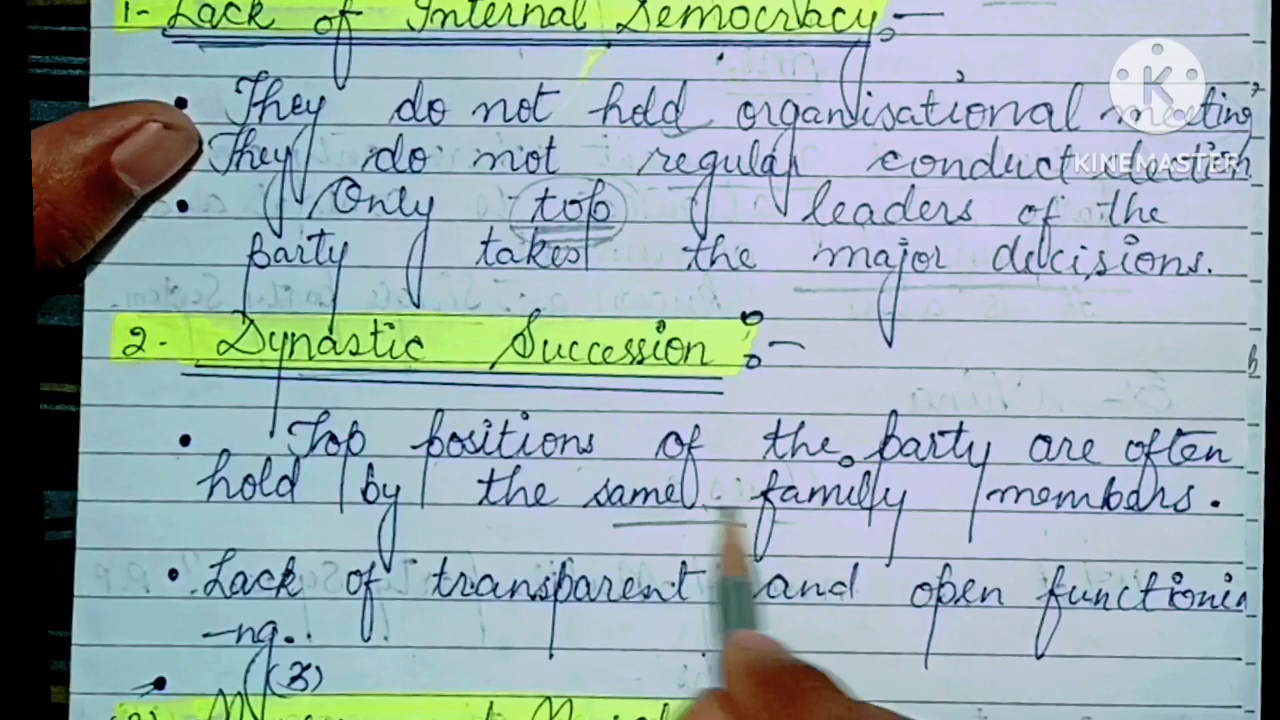 1- Lack of Internal Democracy:-
• They do not hold organisational meeting
They do not regular conduct election
• Only top leaders of the
party takes the major decisions.
2- Dynastic Succession :-
• Top positions of the party are often
hold by the same family members.
• Lack of transparent and open functioni
-ng.
(3)
K
KINEMASTER